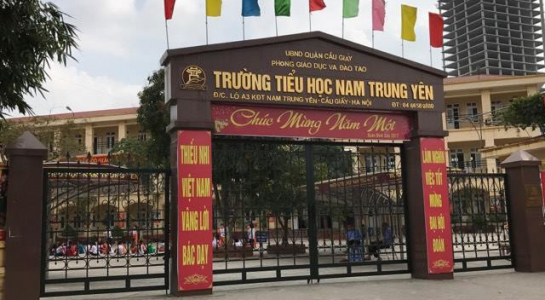 UBND QUẬN CẦU GIẤY
PHÒNG GIÁO DỤC VÀ ĐÀO TẠO
TRƯỜNG TIỂU HỌC NAM TRUNG YÊN
Đ/C: LÔ A3 KĐT NAM TRUNG YÊN - CẦU GIẤY - HÀ NỘI
ĐT: 04
Chúc Mừng Năm Mới
THIẾU NHI
VIỆT NAM
VÂNG LỜI
BÁC DẠY
LÀM NGHÌN
VIỆC TỐT
MỪNG
ĐẠI HỘI
ĐOÀN